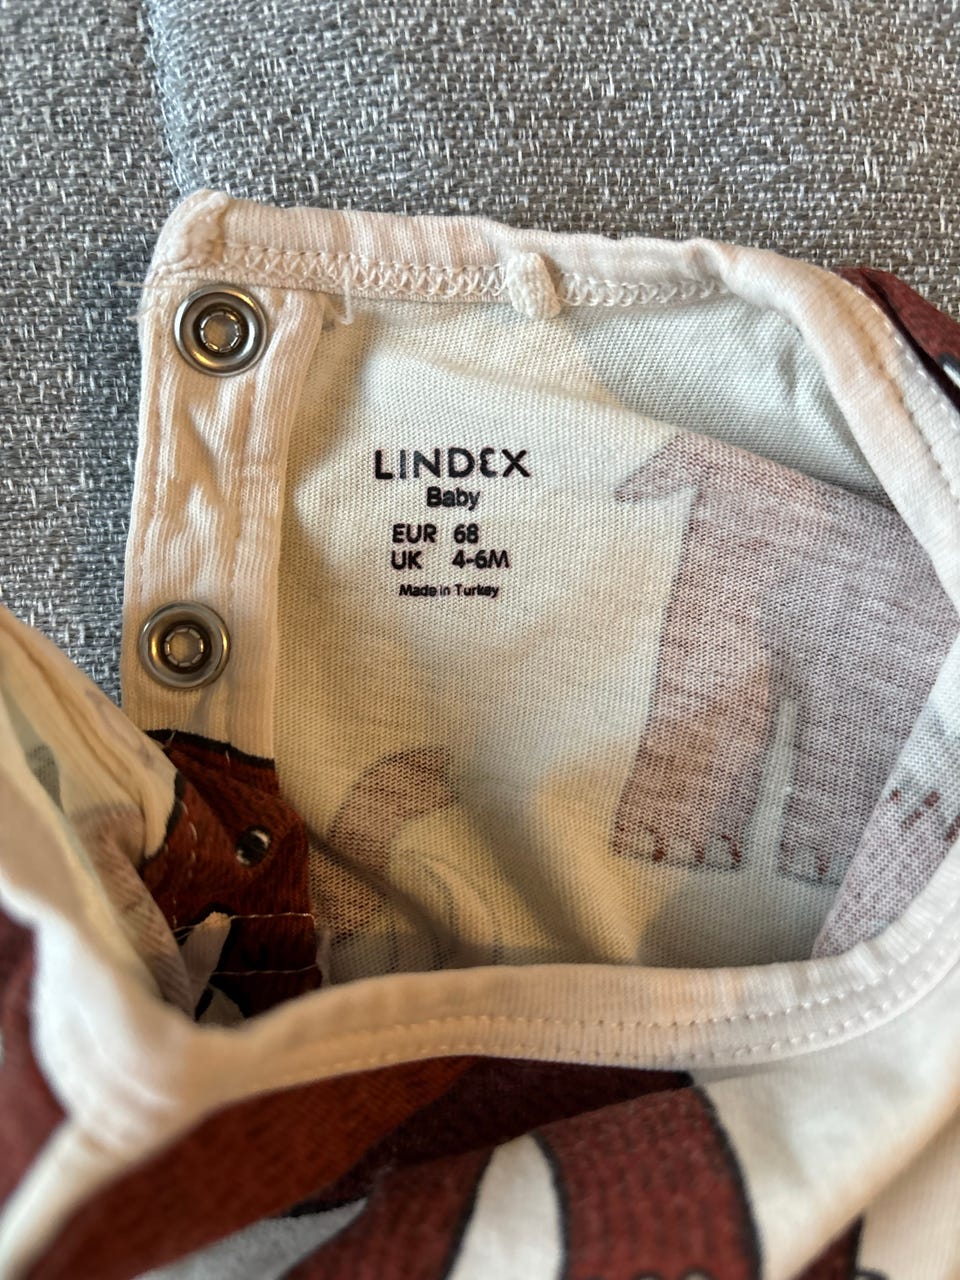 LINDEX
Baby
EUR 68
UK 4-6M
Made in Turkey